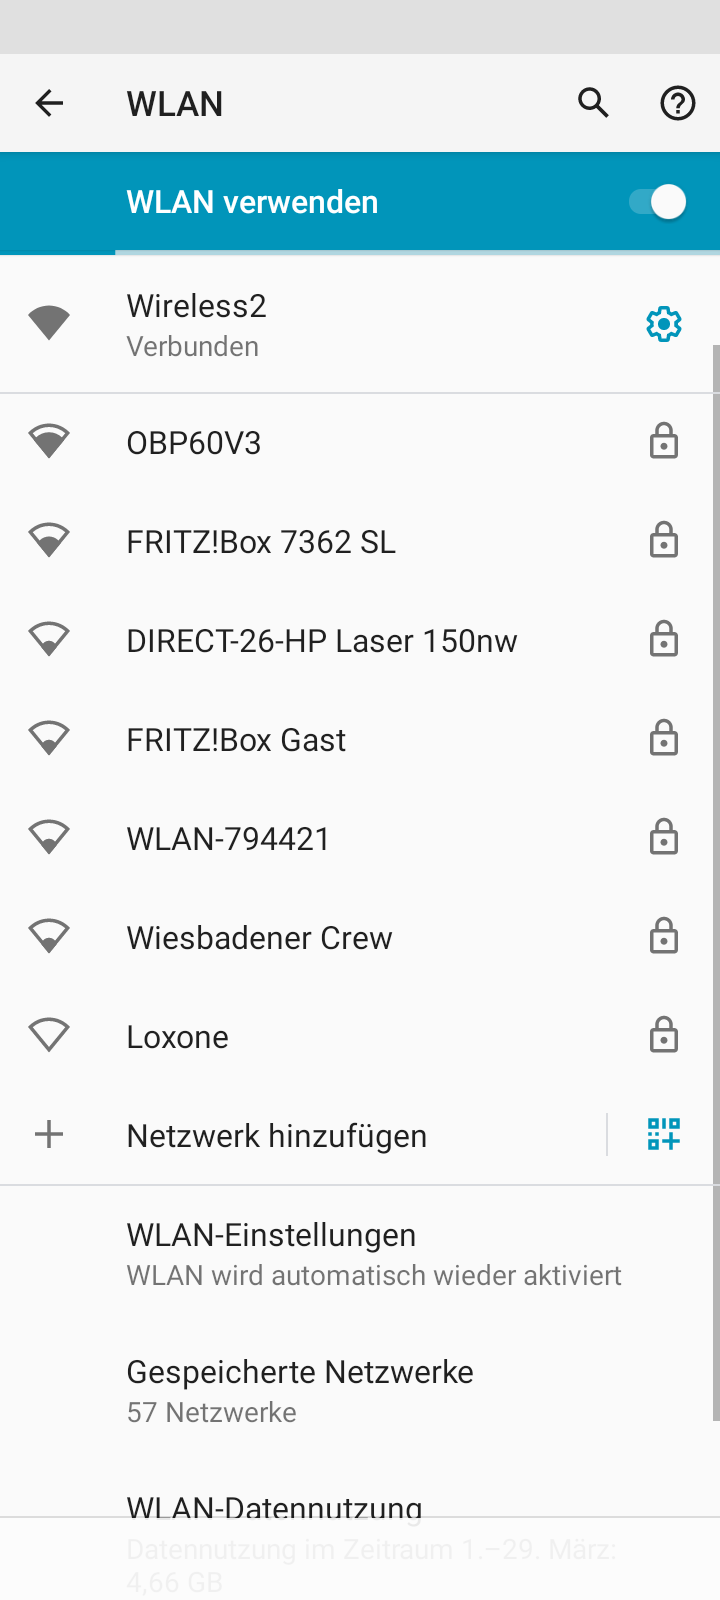 WLAN
WLAN verwenden
Wireless2
Verbunden
OBP60V3
FRITZ!Box 7362 SL
DIRECT-26-HP Laser 150nw
FRITZ!Box Gast
WLAN-794421
Wiesbadener Crew
Loxone
Netzwerk hinzufügen
WLAN-Einstellungen
WLAN wird automatisch wieder aktiviert
Gespeicherte Netzwerke
57 Netzwerke
WLAN-Datennutzung
Datennutzung im Zeitraum 1.–29. März:
4,66 GB